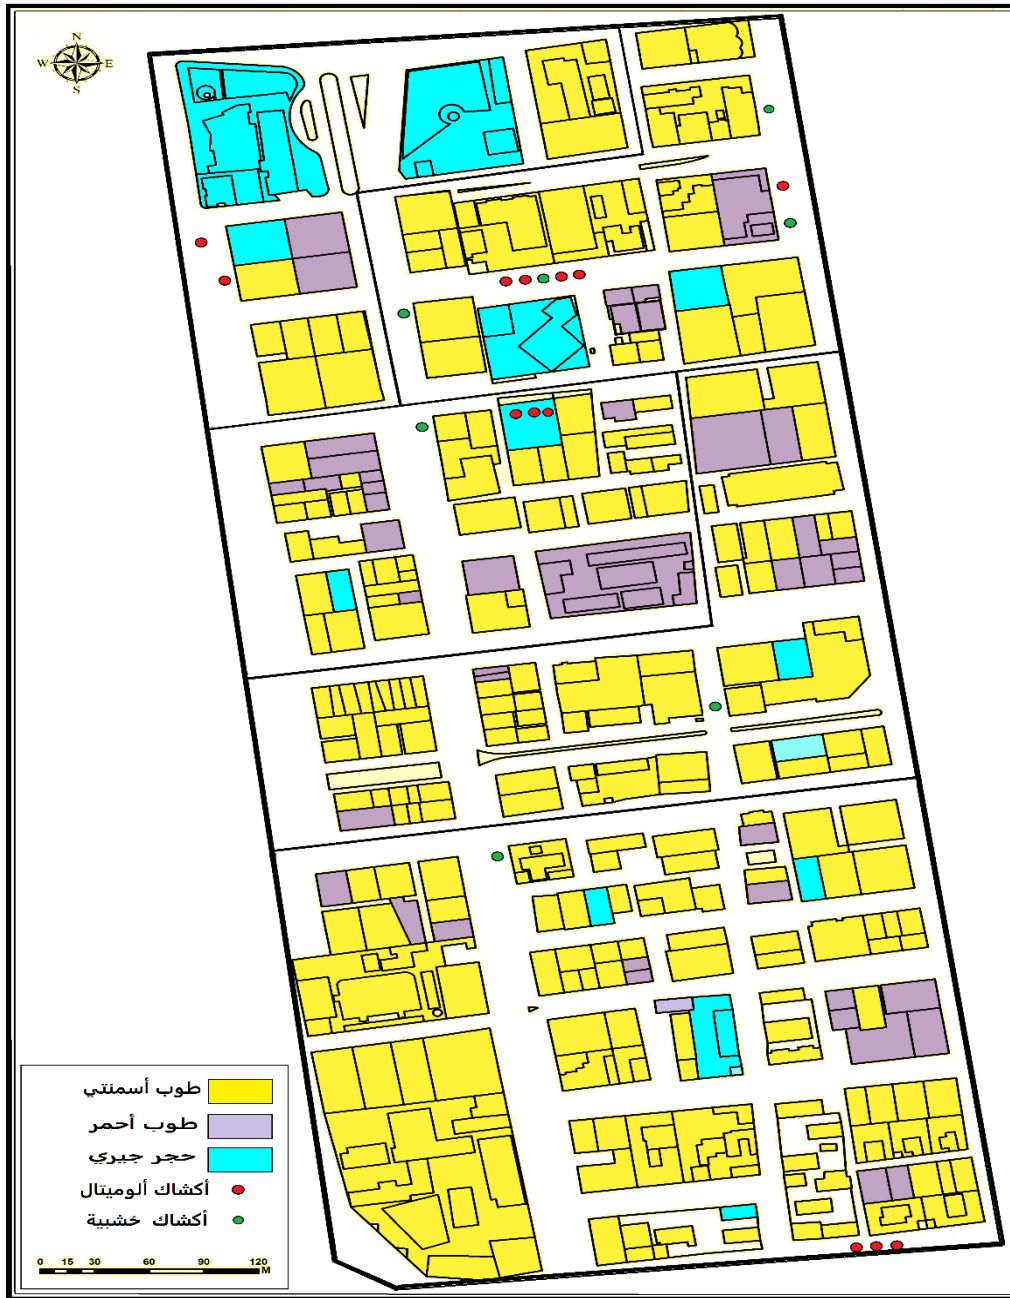 N
W E
S
طوب أسمنتي
طوب أحمر
حجر جيري
أكشاك ألوميتال
أكشاك خشبية
0 15 30 60 90 120
M